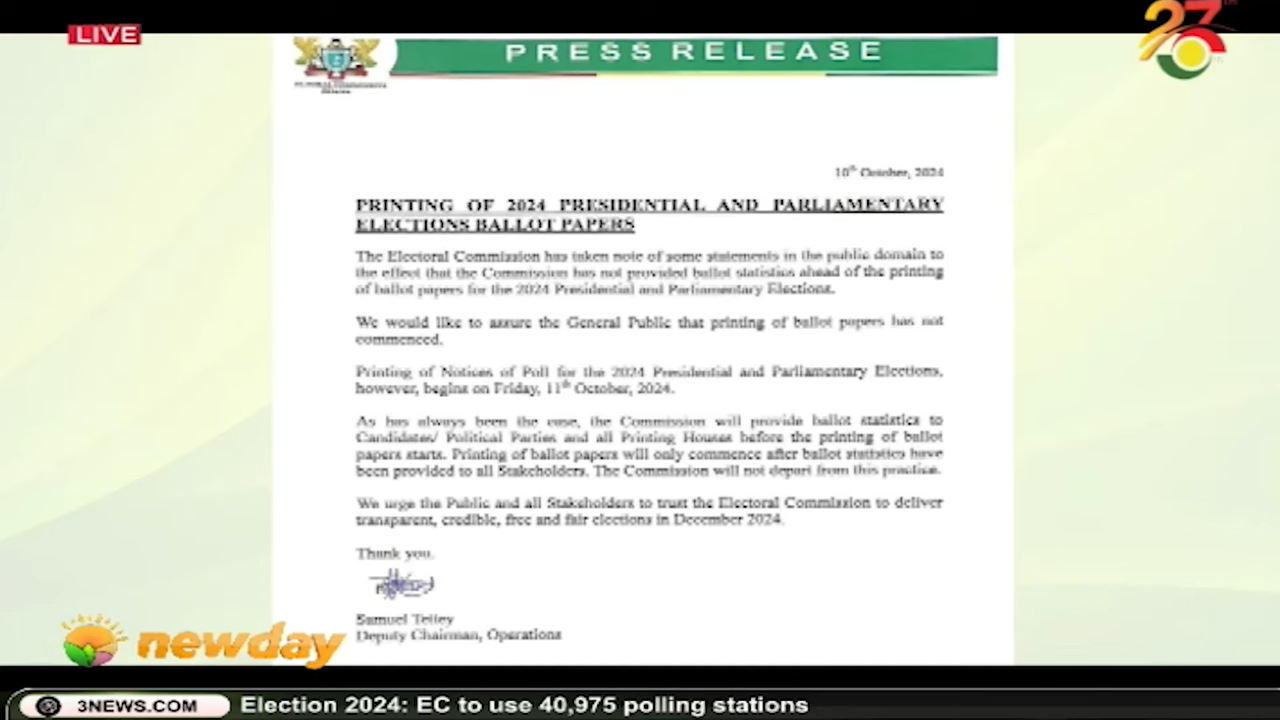 LIVE
27
PRESS RELEASE
10th October, 2024
PRINTING OF 2024 PRESIDENTIAL AND PARLIAMENTARY
ELECTIONS BALLOT PAPERS
The Electoral Commission has taken note of some statements in the public domain to
the effect that the Commission has not provided ballot statistics ahead of the printing
of ballot papers for the 2024 Presidential and Parliamentary Elections.
We would like to assure the General Public that printing of ballot papers has not
commenced.
Printing of Notices of Poll for the 2024 Presidential and Parliamentary Elections,
however, begins on Friday, 11th October, 2024.
As has always been the case, the Commission will provide ballot statistics to
Candidates/ Political Parties and all Printing Houses before the printing of ballot
papers starts. Printing of ballot papers will only commence after ballot statistics have
been provided to all Stakeholders. The Commission will not depart from this practice.
We urge the Public and all Stakeholders to trust the Electoral Commission to deliver
transparent, credible, free and fair elections in December 2024.
Thank you.
Samuel Tettey
Deputy Chairman, Operations
newday
3NEWS.COM Election 2024: EC to use 40,975 polling stations